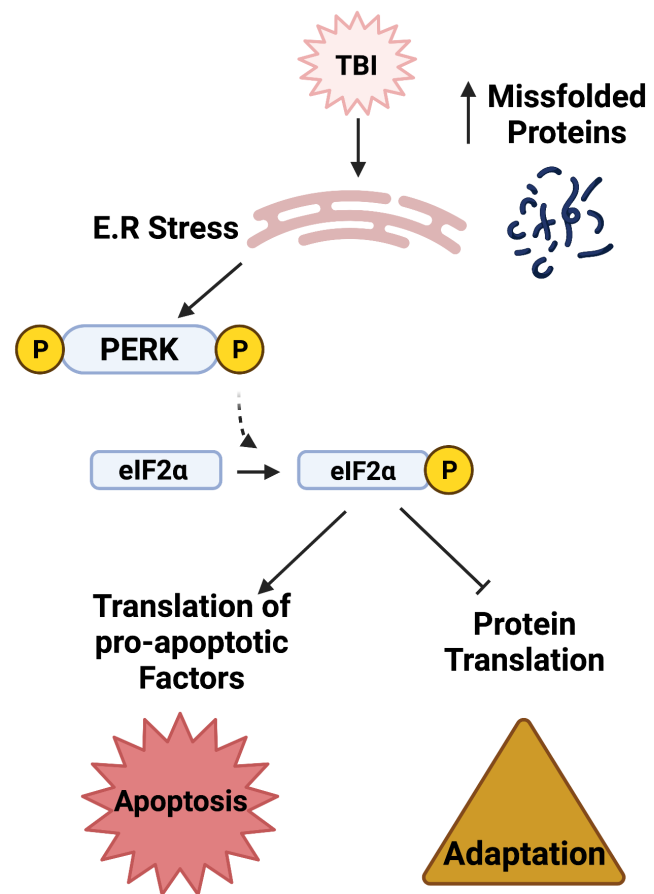 TBI
Missfolded
Proteins
E.R Stress
P
PERK
P
eIF2α
eIF2α
P
Translation of
pro-apoptotic
Factors
Protein
Translation
Apoptosis
Adaptation